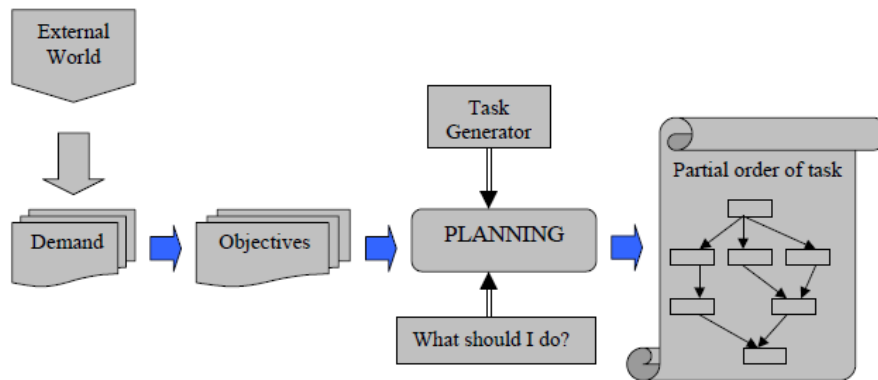 External
World
Task
Generator
Partial order of task
Demand
Objectives
PLANNING
What should I do?